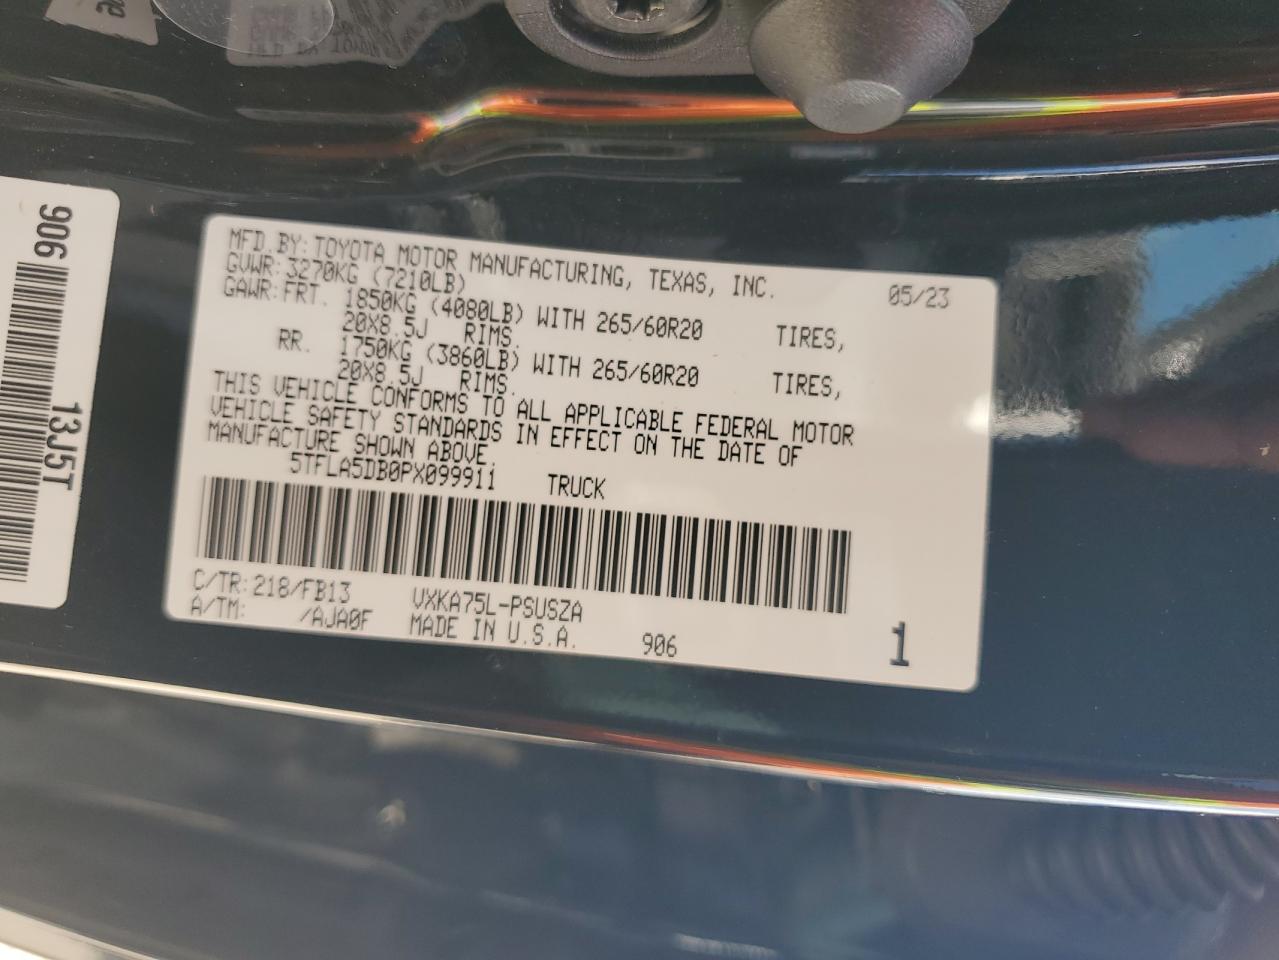 906
13J5T
MFD.BY:TOYOTA MOTOR MANUFACTURING, TEXAS, INC. 05/23
GVWR:3270KG (7210LB)
GAWR:FRT. 1850KG (4080LB) WITH 265/60R20 TIRES,
20X8.5J RIMS.
RR. 1750KG (3860LB) WITH 265/60R20 TIRES,
20X8.5J RIMS.
THIS VEHICLE CONFORMS TO ALL APPLICABLE FEDERAL MOTOR
VEHICLE SAFETY STANDARDS IN EFFECT ON THE DATE OF
MANUFACTURE SHOWN ABOVE.
5TFLA5DB0PX099911 TRUCK
C/TR:218/FB13 VXKA75L-PSUSZA
A/TM: /AJA0F MADE IN U.S.A. 906
1